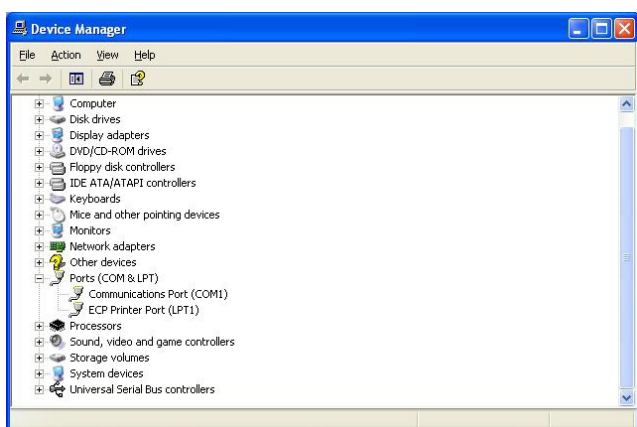 Device Manager
File Action View Help
Computer
Disk drives
Display adapters
DVD/CD-ROM drives
Floppy disk controllers
IDE ATA/ATAPI controllers
Keyboards
Mice and other pointing devices
Monitors
Network adapters
Other devices
Ports (COM & LPT)
Communications Port (COM1)
ECP Printer Port (LPT1)
Processors
Sound, video and game controllers
Storage volumes
System devices
Universal Serial Bus controllers